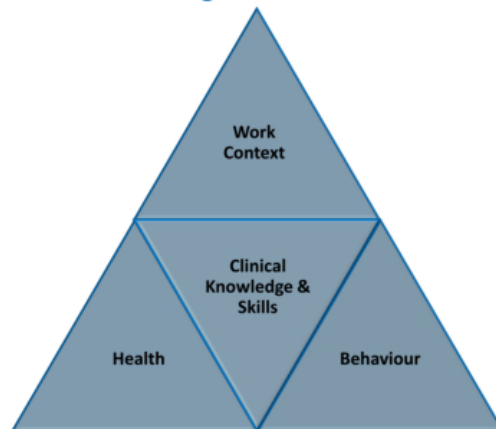 Work
Context
Clinical
Knowledge &
Skills
Health
Behaviour